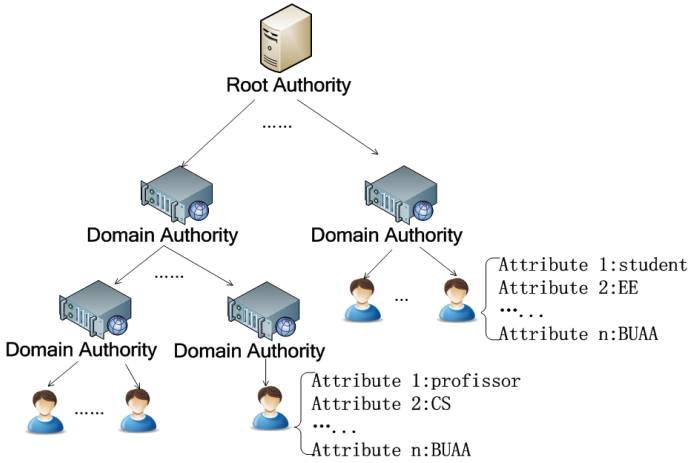 Root Authority
......
Domain Authority
Domain Authority
......
...
Attribute 1:student
Attribute 2:EE
......
Attribute n:BUAA
Domain Authority
Domain Authority
......
Attribute 1:profissor
Attribute 2:CS
......
Attribute n:BUAA